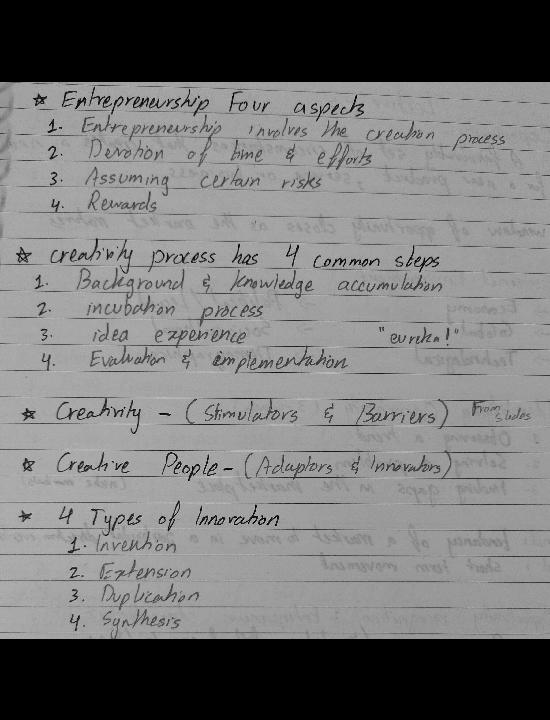 * Entrepreneurship Four aspects
1. Entrepreneurship involves the creation process
2. Devotion of time & efforts
3. Assuming certain risks
4. Rewards
* creativity process has 4 common steps
1. Background & Knowledge accumulation
2. incubation process
3. idea experience "eureka!"
4. Evaluation & implementation
* Creativity - (Stimulators & Barriers) From slides
* Creative People - (Adaptors & Innovators)
* 4 Types of Innovation
1. Invention
2. Extension
3. Duplication
4. Synthesis